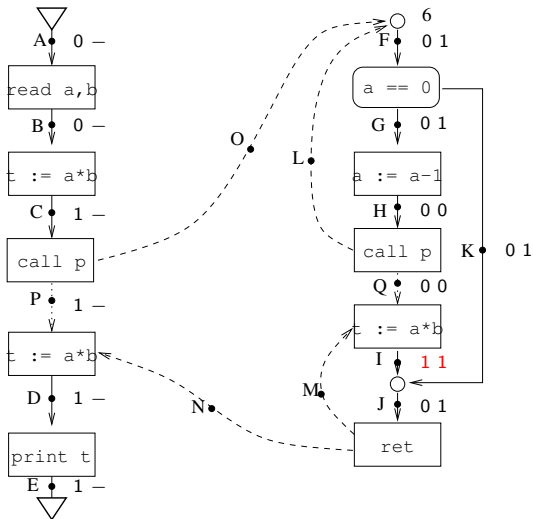 6
A 0 –
F 0 1
read a,b
a == 0
B 0 –
G 0 1
O
L
t := a*b
a := a-1
C 1 –
H 0 0
call p
call p
K 0 1
P 1 –
Q 0 0
t := a*b
t := a*b
I 1 1
D 1 –
M
N
J 0 1
print t
ret
E 1 –